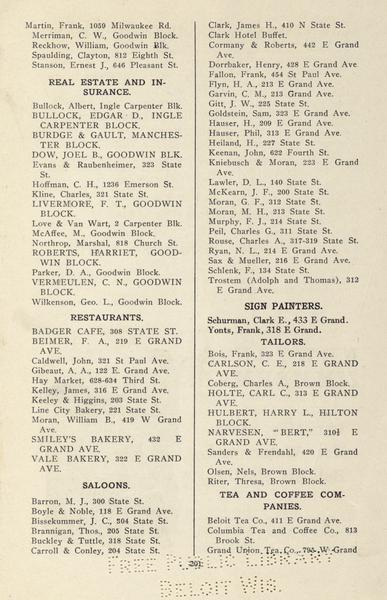 Martin, Frank, 1059 Milwaukee Rd.
Merriman, C. W., Goodwin Block.
Reckhow, William, Goodwin Blk.
Spaulding, Clayton, 812 Eighth St.
Stanson, Ernest J., 646 Pleasant St.
REAL ESTATE AND IN-
SURANCE.
Bullock, Albert, Ingle Carpenter Blk.
BULLOCK, EDGAR D., INGLE
CARPENTER BLOCK.
BURDGE & GAULT, MANCHES-
TER BLOCK.
DOW, JOEL B., GOODWIN BLK.
Evans & Raubenheimer, 323 State
St.
Hoffman, C. H., 1236 Emerson St.
Kline, Charles, 321 State St.
LIVERMORE, F. T., GOODWIN
BLOCK.
Love & Van Wart, 2 Carpenter Blk.
McAffee, M., Goodwin Block.
Northrop, Marshal, 818 Church St.
ROBERTS, HARRIET, GOOD-
WIN BLOCK.
Parker, D. A., Goodwin Block.
VERMEULEN, C. N., GOODWIN
BLOCK.
Wilkenson, Geo. L., Goodwin Block.
RESTAURANTS.
BADGER CAFE, 308 STATE ST.
BEIMER, F. A., 219 E GRAND
AVE.
Caldwell, John, 321 St Paul Ave.
Gibeaut, A. A., 122 E. Grand Ave.
Hay Market, 628-634 Third St.
Kelley, James, 316 E Grand Ave.
Keeley & Higgins, 203 State St.
Line City Bakery, 221 State St.
Moran, William B., 419 W Grand
Ave.
SMILEY'S BAKERY, 432 E
GRAND AVE.
VALE BAKERY, 322 E GRAND
AVE.
SALOONS.
Barron, M. J., 300 State St.
Boyle & Noble, 118 E Grand Ave.
Bissekummer, J. C., 504 State St.
Brannigan, Thos., 205 State St.
Buckley & Tuttle, 318 State St.
Carroll & Conley, 204 State St.
Clark, James H., 410 N State St.
Clark Hotel Buffet.
Cormany & Roberts, 442 E Grand
Ave.
Dorrbaker, Henry, 428 E Grand Ave
Fallon, Frank, 454 St Paul Ave.
Flyn, H. A., 213 E Grand Ave.
Garvin, C. M., 213 Grand Ave.
Gitt, J. W., 225 State St.
Goldstein, Sam, 323 E Grand Ave.
Hauser, H., 209 E Grand Ave.
Hauser, Phil, 313 E Grand Ave.
Heiland, H., 227 State St.
Keenan, John, 622 Fourth St.
Kniebusch & Moran, 223 E Grand
Ave.
Lawler, D. L., 140 State St.
McKearn, J. F., 200 State St.
Moran, G. F., 312 State St.
Moran, M. H., 213 State St.
Murphy, F. J., 214 State St.
Peil, Charles G., 311 State St.
Rouse, Charles A., 317-319 State St.
Ryan, N. L., 214 E Grand Ave.
Sax & Mueller, 216 E Grand Ave.
Schlenk, F., 134 State St.
Trostem (Adolph and Thomas), 312
E Grand Ave.
SIGN PAINTERS.
Schurman, Clark E., 433 E Grand.
Yonts, Frank, 318 E Grand.
TAILORS.
Bois, Frank, 323 E Grand Ave.
CARLSON, C. E., 218 E GRAND
AVE.
Coberg, Charles A., Brown Block.
HOLTE, CARL C., 313 E GRAND
AVE.
HULBERT, HARRY L., HILTON
BLOCK.
NARVESEN, "BERT," 310½ E
GRAND AVE.
Sanders & Frendahl, 420 E Grand
Ave.
Olsen, Nels, Brown Block.
Riter, Thresa, Brown Block.
TEA AND COFFEE COM-
PANIES.
Beloit Tea Co., 411 E Grand Ave.
Columbia Tea and Coffee Co., 813
Brook St.
Grand Union Tea Co., 795 W Grand
201
FREE PUBLIC LIBRARY
BELOIT WIS.